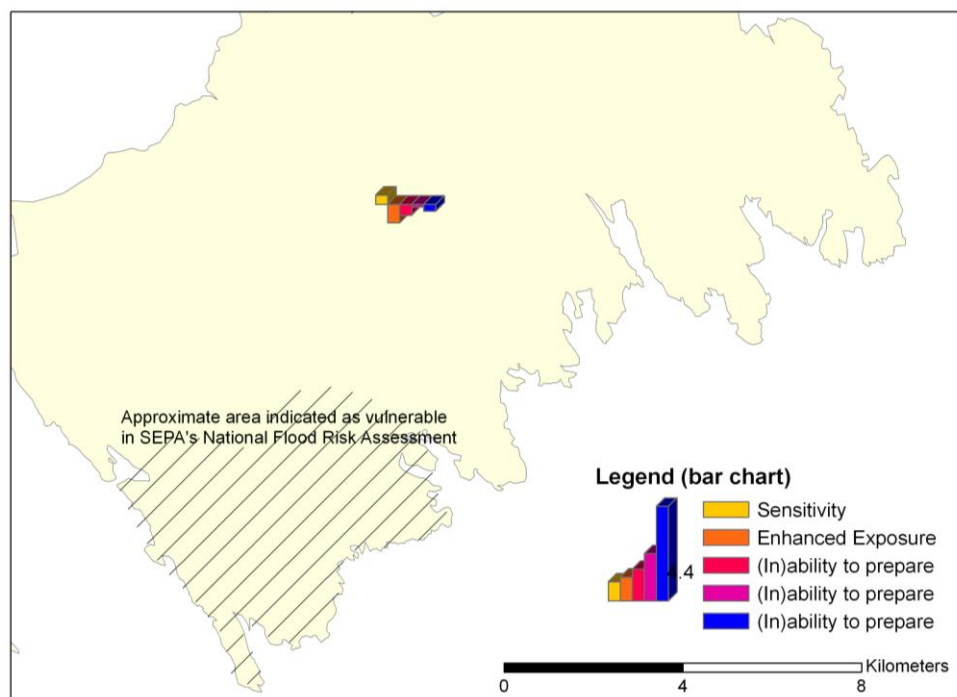 Approximate area indicated as vulnerable
in SEPA's National Flood Risk Assessment
Legend (bar chart)
Sensitivity
Enhanced Exposure
(In)ability to prepare
(In)ability to prepare
(In)ability to prepare
Kilometers
0 4 8